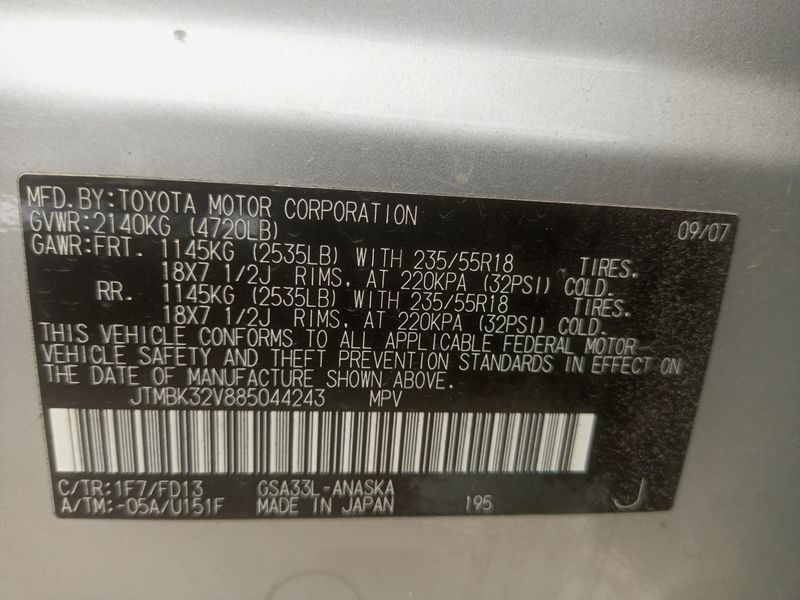 MFD.BY:TOYOTA MOTOR CORPORATION 09/07
GVWR:2140KG (4720LB)
GAWR:FRT. 1145KG (2535LB) WITH 235/55R18 TIRES.
18X7 1/2J RIMS, AT 220KPA (32PSI) COLD.
RR. 1145KG (2535LB) WITH 235/55R18 TIRES.
18X7 1/2J RIMS, AT 220KPA (32PSI) COLD.
THIS VEHICLE CONFORMS TO ALL APPLICABLE FEDERAL MOTOR
VEHICLE SAFETY AND THEFT PREVENTION STANDARDS IN EFFECT ON
THE DATE OF MANUFACTURE SHOWN ABOVE.
JTMBK32V885044243 MPV
C/TR:1F7/FD13 GSA33L-ANASKA
A/TM:-05A/U151F MADE IN JAPAN 195 J